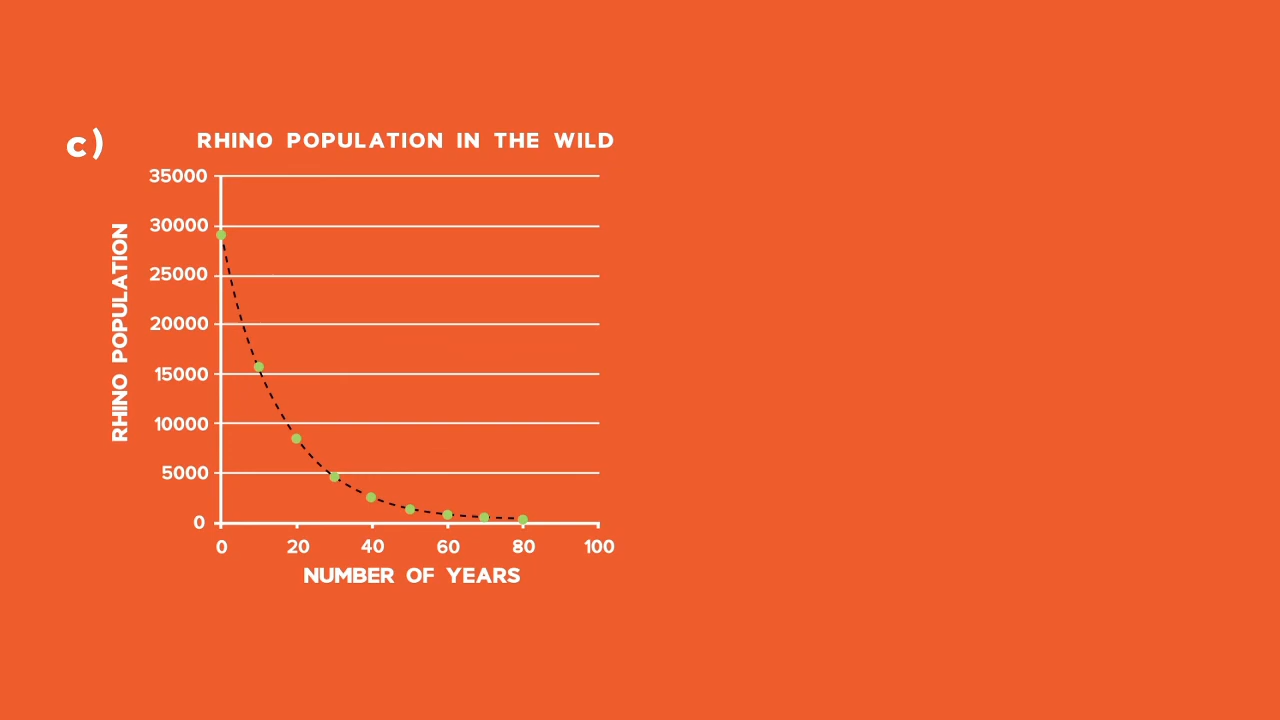 c)
RHINO POPULATION IN THE WILD
35000
30000
25000
20000
15000
10000
5000
0
RHINO POPULATION
0 20 40 60 80 100
NUMBER OF YEARS